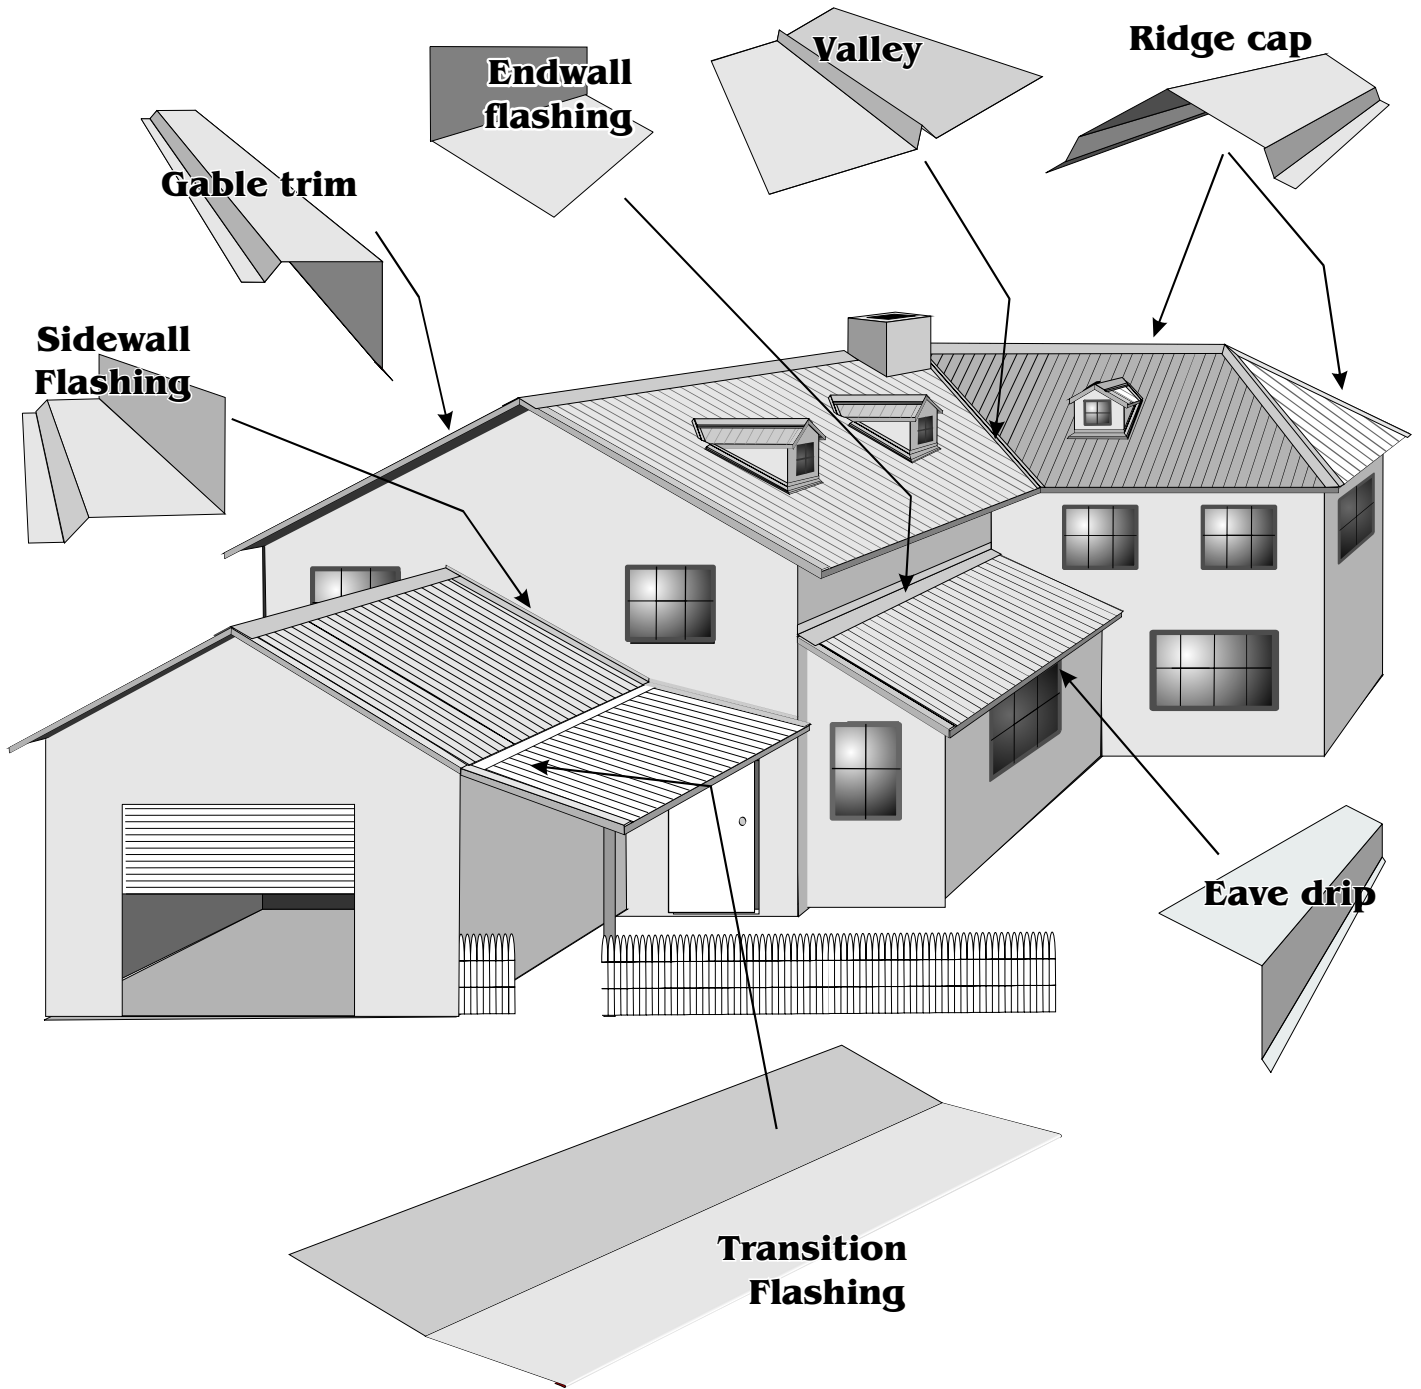 Ridge cap
Valley
Endwall
flashing
Gable trim
Sidewall
Flashing
Eave drip
Transition
Flashing